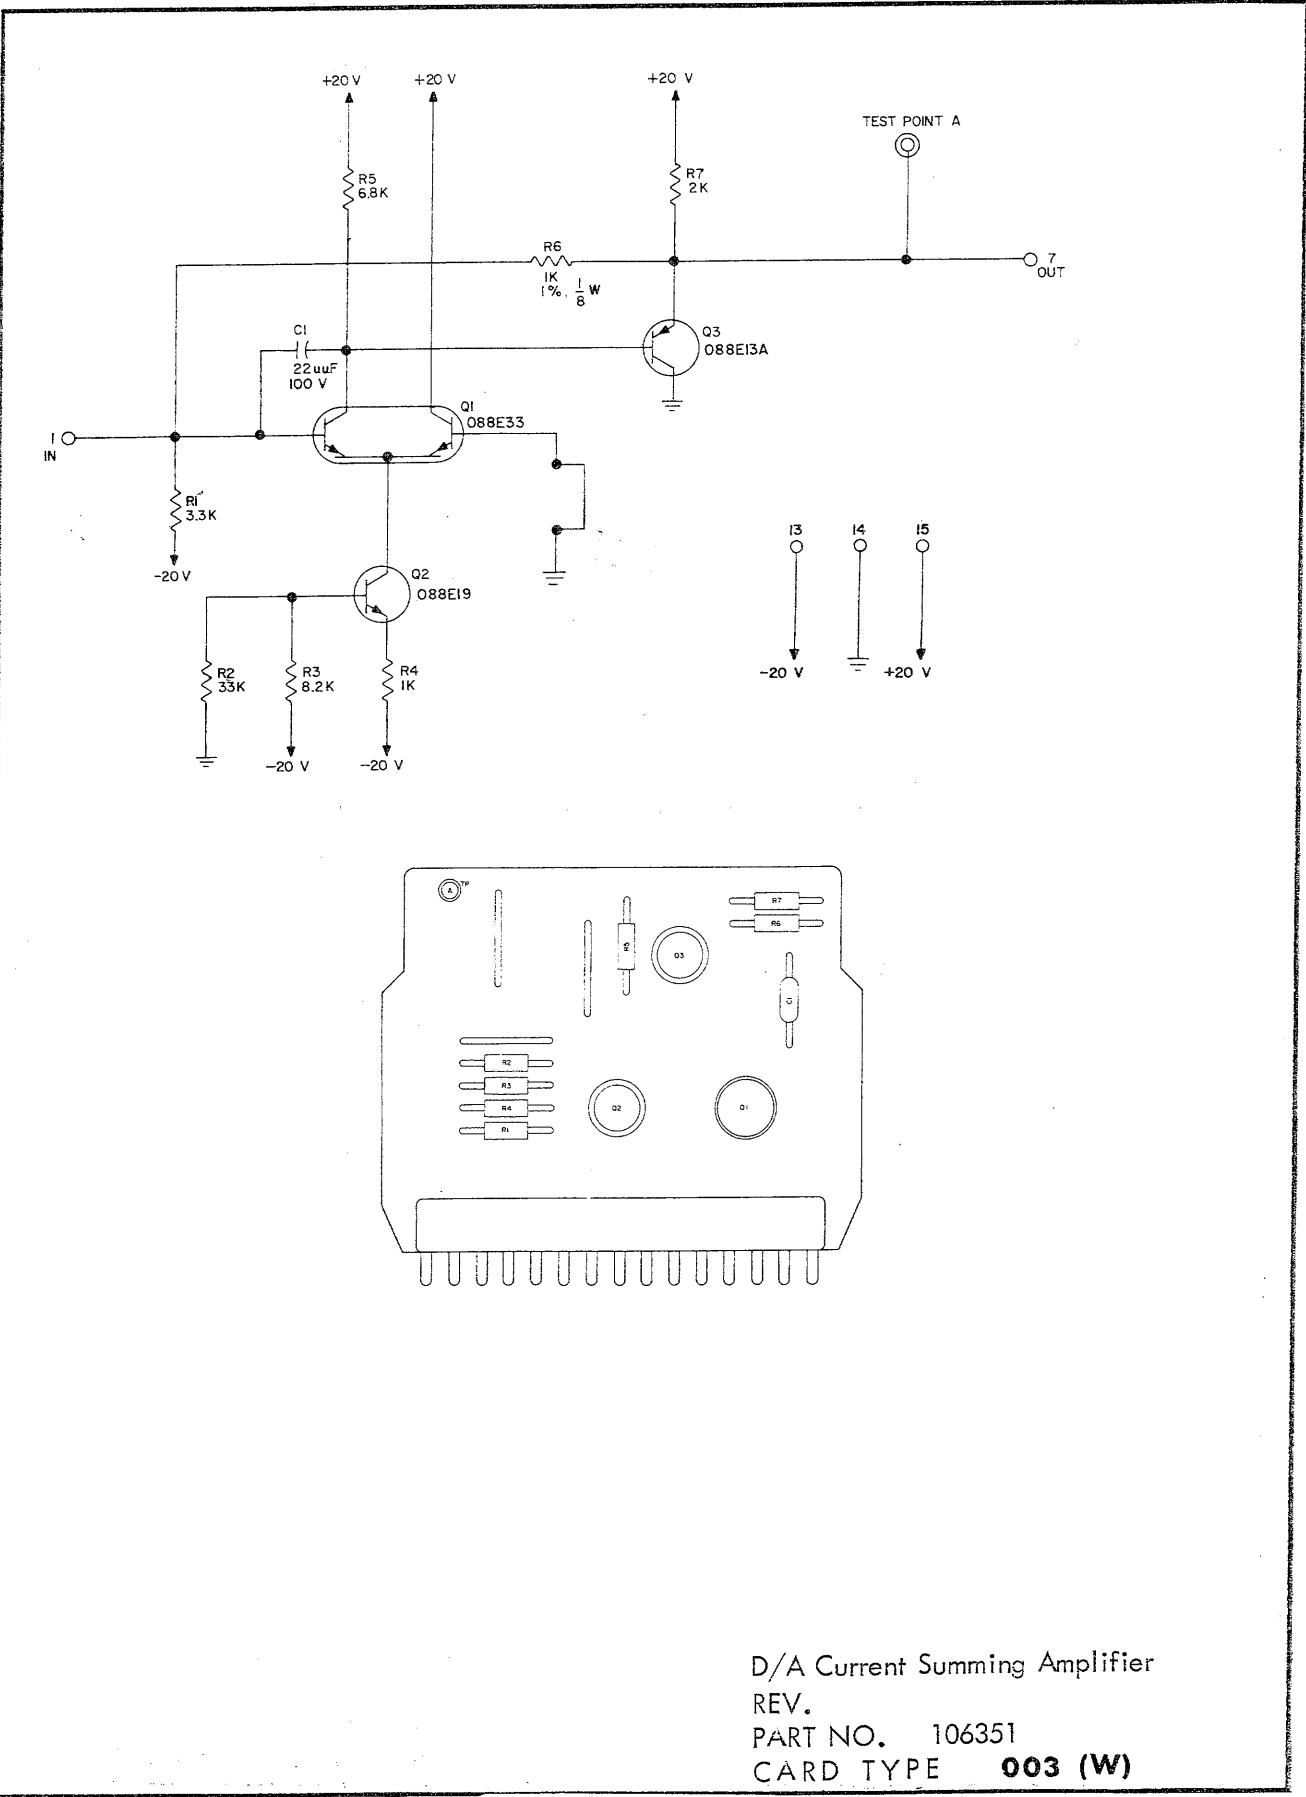 +20 V
+20 V
+20 V
TEST POINT A
R5
6.8K
R7
2K
R6
1K
1%, 1/8 W
7
OUT
C1
22uuF
100 V
Q3
088E13A
Q1
088E33
1
IN
R1
3.3K
-20 V
13
14
15
Q2
088E19
R2
33K
R3
8.2K
R4
1K
-20 V
+20 V
-20 V
-20 V
A
TP
R7
R6
R5
Q3
C1
R2
R3
R4
R1
Q2
Q1
D/A Current Summing Amplifier
REV.
PART NO. 106351
CARD TYPE 003 (W)